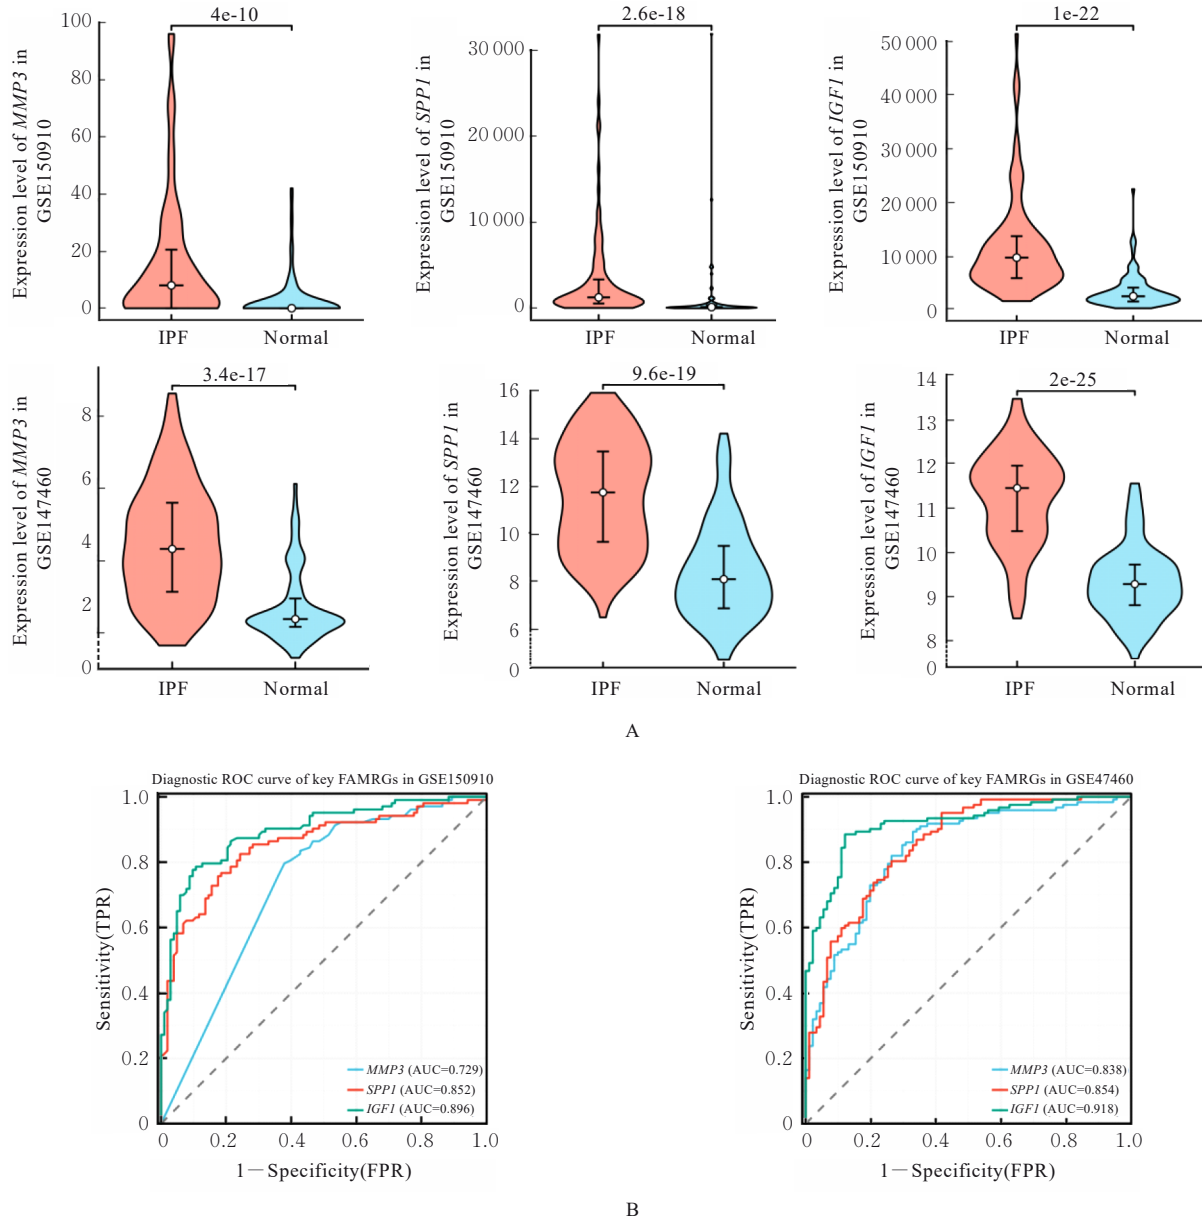 4e-10
Expression level of MMP3 in
GSE150910
100
80
60
40
20
0
IPF
Normal
2.6e-18
Expression level of SPP1 in
GSE150910
30 000
20 000
10 000
0
IPF
Normal
1e-22
Expression level of IGF1 in
GSE150910
50 000
40 000
30 000
20 000
10 000
0
IPF
Normal
3.4e-17
Expression level of MMP3 in
GSE147460
8
6
4
2
0
IPF
Normal
9.6e-19
Expression level of SPP1 in
GSE147460
16
14
12
10
8
6
0
IPF
Normal
2e-25
Expression level of IGF1 in
GSE147460
14
13
12
11
10
9
8
0
IPF
Normal
A
Diagnostic ROC curve of key FAMRGs in GSE150910
Sensitivity(TPR)
1.0
0.8
0.6
0.4
0.2
0
MMP3 (AUC=0.729)
SPP1 (AUC=0.852)
IGF1 (AUC=0.896)
0 0.2 0.4 0.6 0.8 1.0
1—Specificity(FPR)
Diagnostic ROC curve of key FAMRGs in GSE47460
Sensitivity(TPR)
1.0
0.8
0.6
0.4
0.2
0
MMP3 (AUC=0.838)
SPP1 (AUC=0.854)
IGF1 (AUC=0.918)
0 0.2 0.4 0.6 0.8 1.0
1—Specificity(FPR)
B